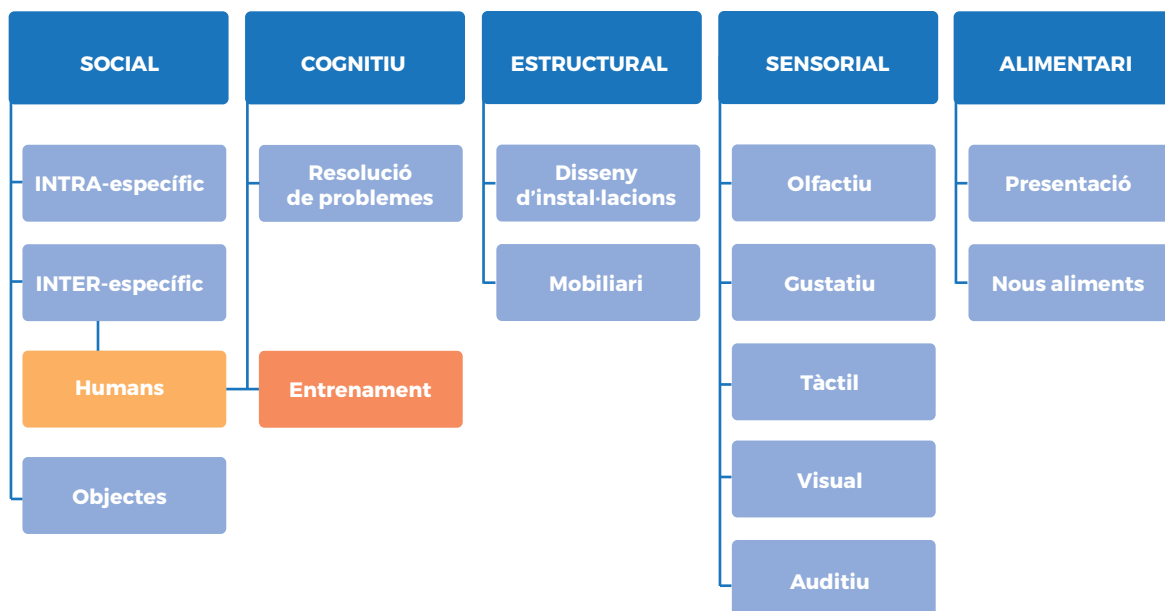 SOCIAL
INTRA-específic
INTER-específic
Humans
Objectes
COGNITIU
Resolució
de problemes
Entrenament
ESTRUCTURAL
Disseny
d'instal·lacions
Mobiliari
SENSORIAL
Olfactiu
Gustatiu
Tàctil
Visual
Auditiu
ALIMENTARI
Presentació
Nous aliments